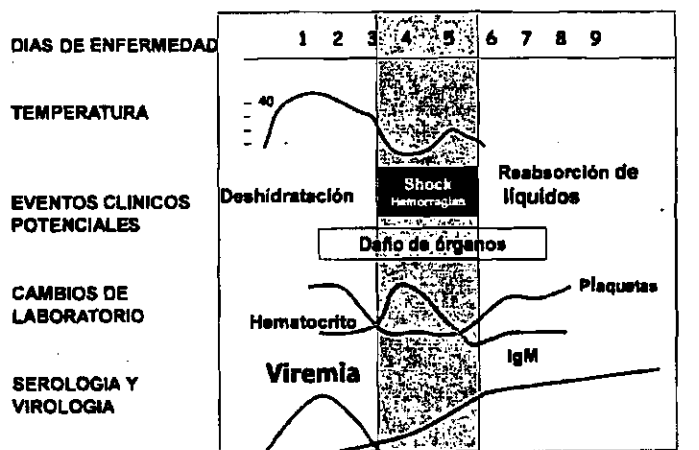 DIAS DE ENFERMEDAD 1 2 3 4 5 6 7 8 9
TEMPERATURA
40
EVENTOS CLINICOS
POTENCIALES
Deshidratación
Shock
Hemorragias
Reabsorción de
líquidos
Daño de órganos
CAMBIOS DE
LABORATORIO
Hematocrito
Plaquetas
SEROLOGIA Y
VIROLOGIA
Viremia
IgM